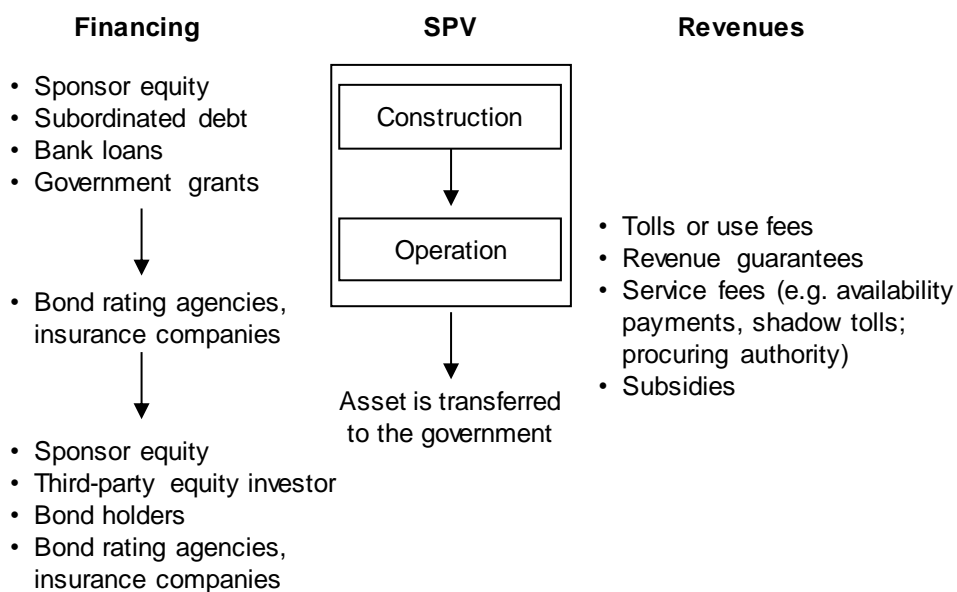 Financing
• Sponsor equity
• Subordinated debt
• Bank loans
• Government grants
• Bond rating agencies,
insurance companies
• Sponsor equity
• Third-party equity investor
• Bond holders
• Bond rating agencies,
insurance companies
SPV
Construction
Operation
Asset is transferred
to the government
Revenues
• Tolls or use fees
• Revenue guarantees
• Service fees (e.g. availability
payments, shadow tolls;
procuring authority)
• Subsidies